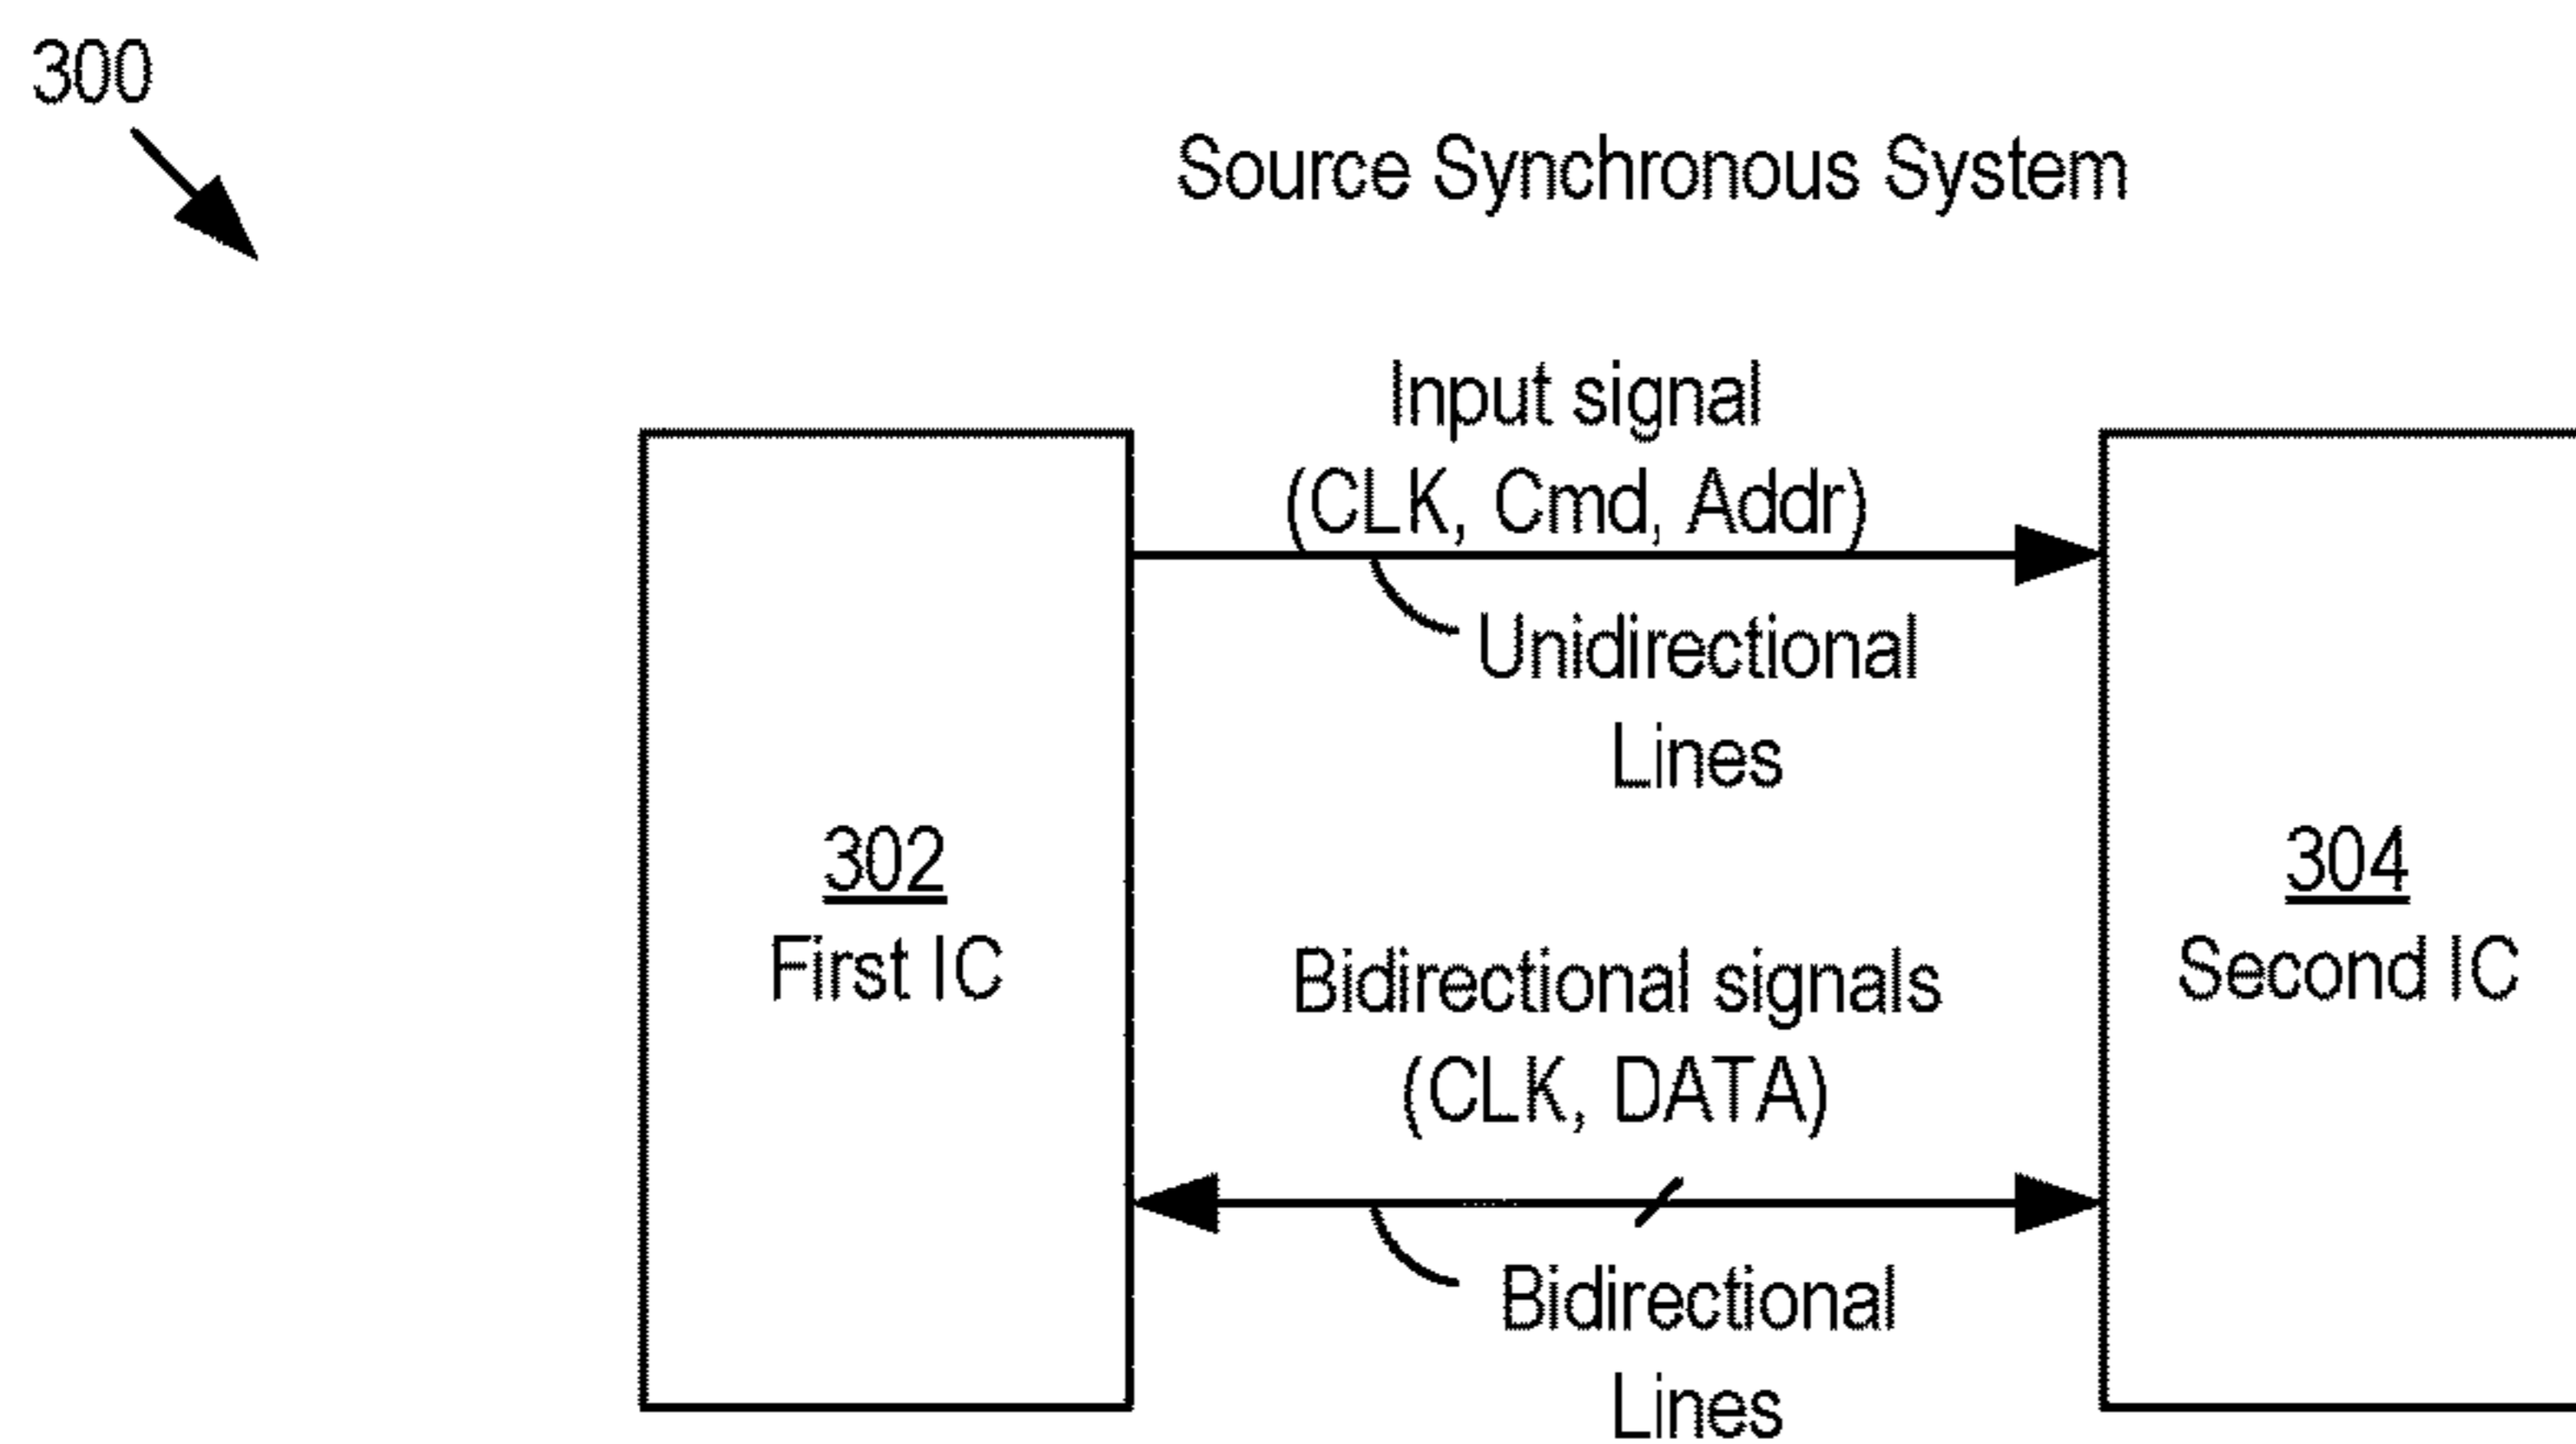 300
Source Synchronous System
Input signal
(CLK, Cmd, Addr)
Unidirectional
Lines
302
First IC
304
Second IC
Bidirectional signals
(CLK, DATA)
Bidirectional
Lines